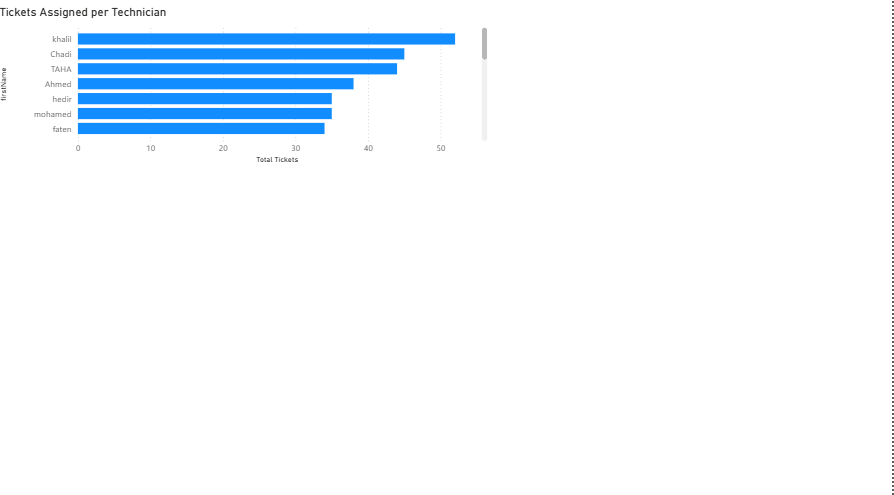 Tickets Assigned per Technician
firstName
khalil
Chadi
TAHA
Ahmed
hedir
mohamed
faten
0 10 20 30 40 50
Total Tickets